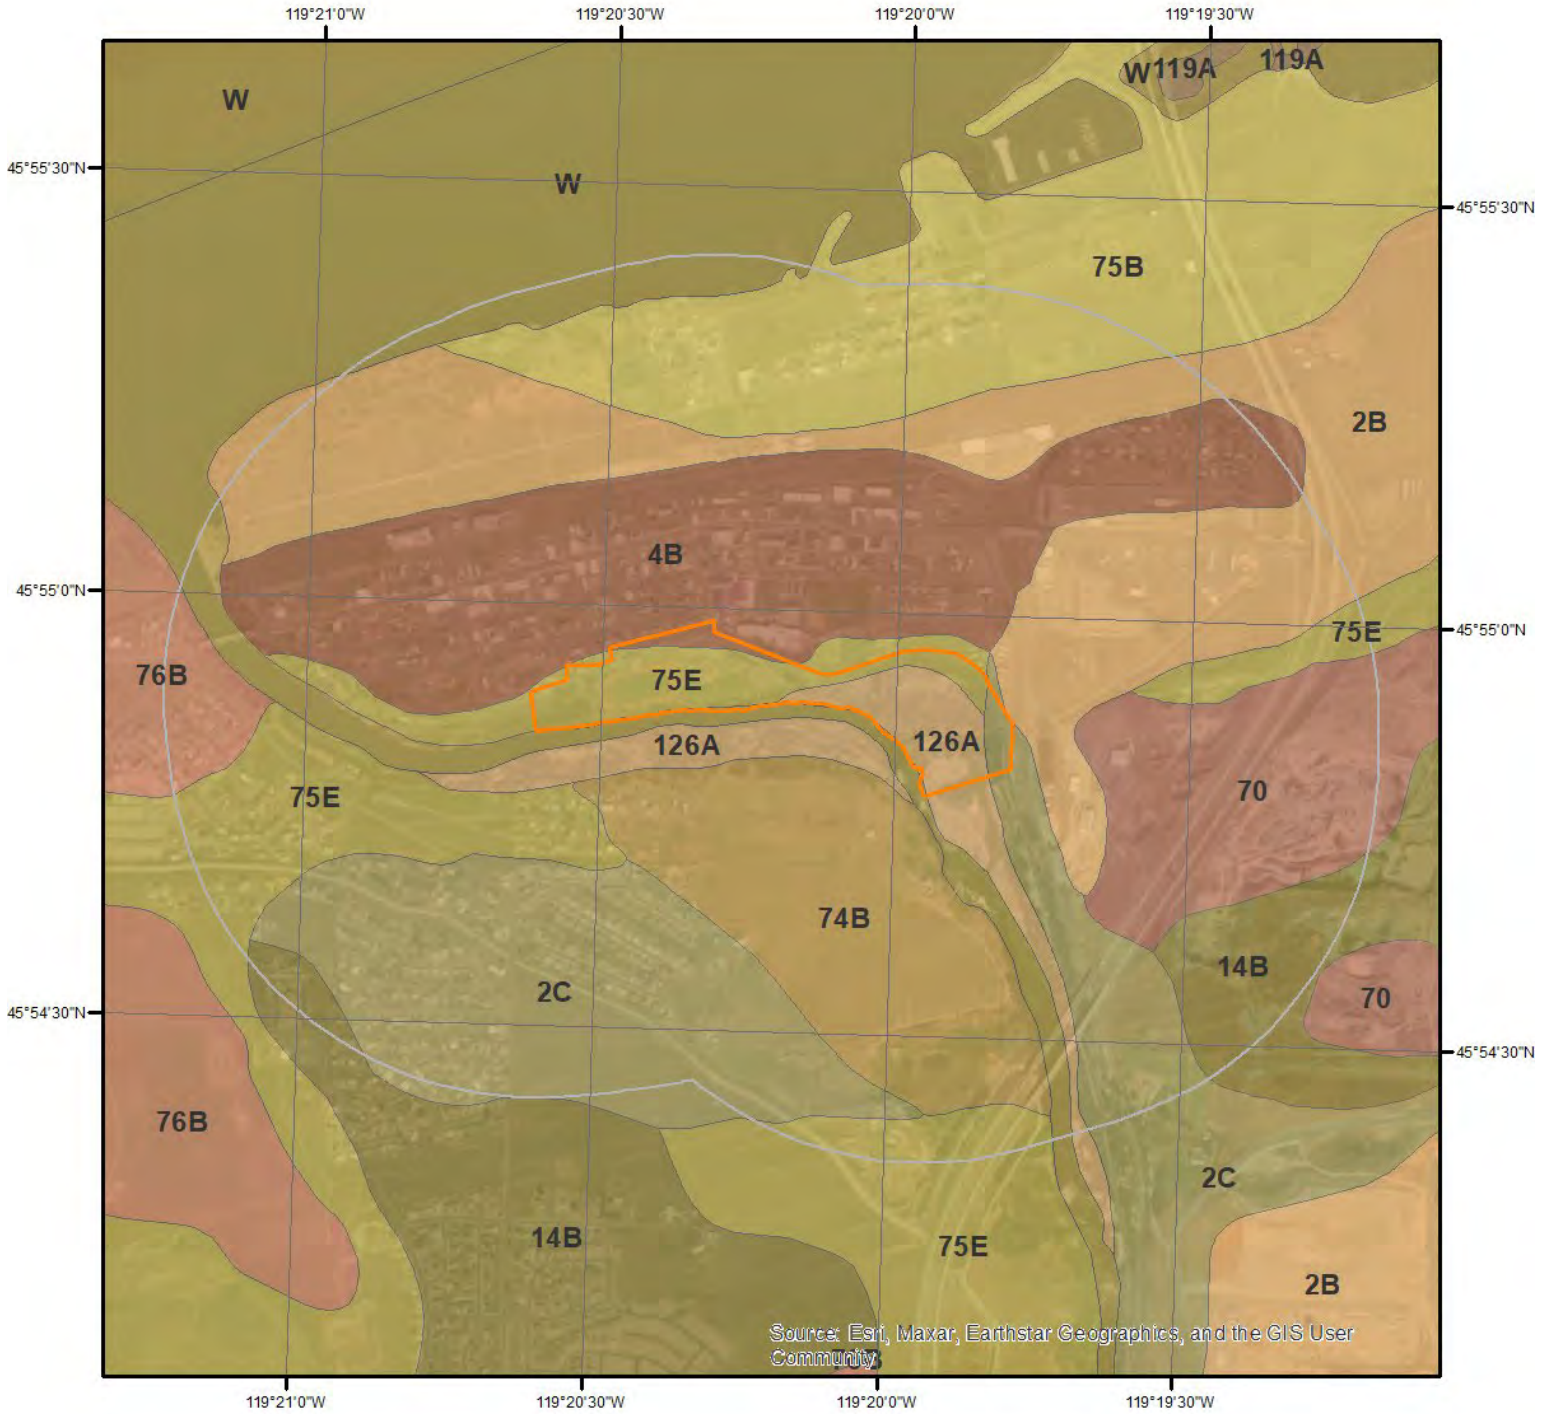 119°21'0"W
119°20'30"W
119°20'0"W
119°19'30"W
W119A
119A
W
45°55'30"N
W
45°55'30"N
75B
2B
4B
45°55'0"N
75E
45°55'0"N
76B
75E
126A
126A
75E
70
74B
14B
2C
70
45°54'30"N
45°54'30"N
76B
2C
14B
75E
2B
Source: Esri, Maxar, Earthstar Geographics, and the GIS User
Community
119°21'0"W
119°20'30"W
119°20'0"W
119°19'30"W